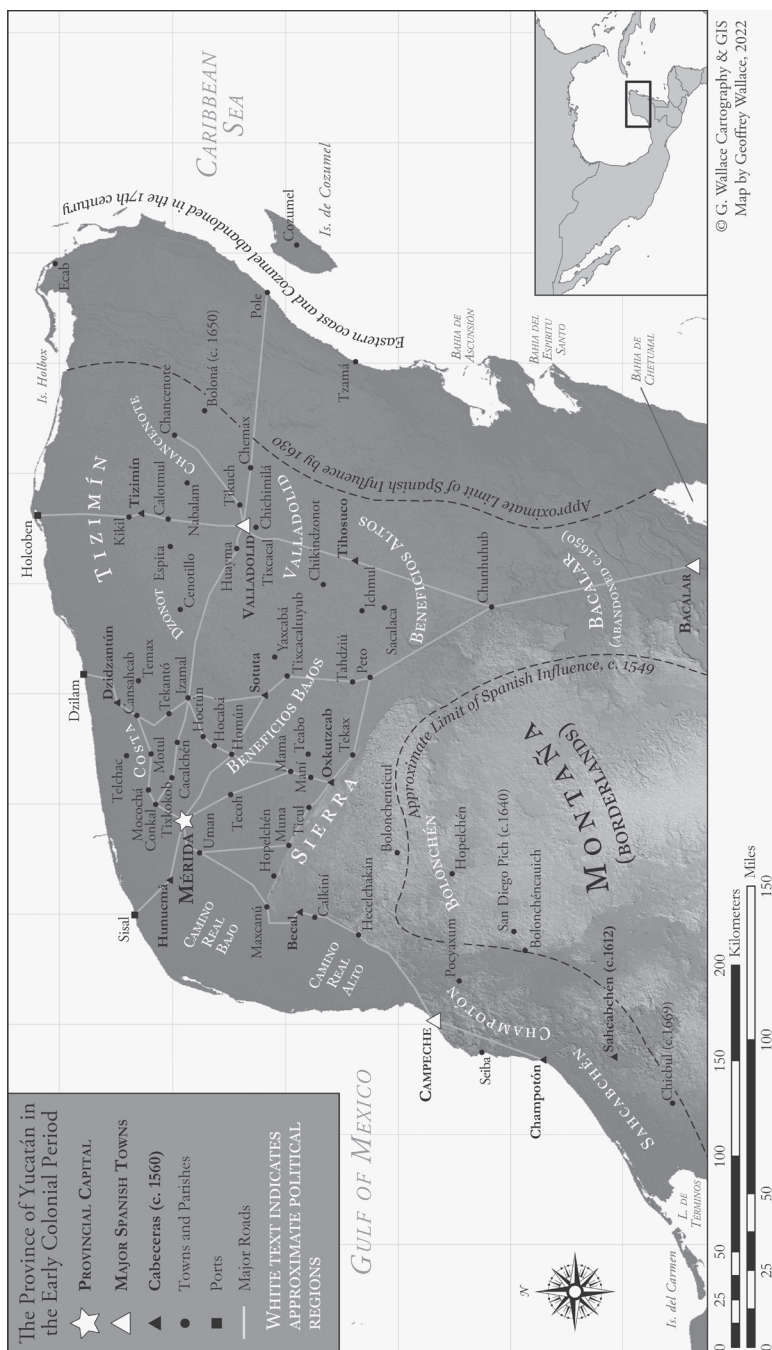 The Province of Yucatán in
the Early Colonial Period
PROVINCIAL CAPITAL
MAJOR SPANISH TOWNS
Cabeceras (c. 1560)
Towns and Parishes
Ports
Major Roads
WHITE TEXT INDICATES
APPROXIMATE POLITICAL
REGIONS
GULF OF MEXICO
CARIBBEAN
SEA
N
Is. Holbox
Ecab
Holcoben
Dzilam
Sisal
TIZIMÍN
Kikil
Tizimín
Calotmul
CHANCENOTE
Chancenote
Boloná (c. 1650)
Espita
Nabalam
Cenotillo
DZONOT
Dzidzantún
Cansahcab
Temax
Telchac
COSTA
Motul
Tekantó
Izamal
Mocochá
Conkal
Tixkokob
Cacalchén
Hunucmá
MÉRIDA
Uman
Hoctún
Hocabá
Homún
Tecoh
CAMINO
REAL
BAJO
Huayma
VALLADOLID
Tikuch
Chemáx
Chichimilá
Tixcacal
VALLADOLID
Chikindzonot
Pole
Cozumel
Is. de Cozumel
Eastern coast and Cozumel abandoned in the 17th century
Tzamá
Sotuta
Yaxcabá
Tixcacaltuyub
BENEFICIOS BAJOS
Mama
Teabo
Maní
Oxkutzcab
Tekax
Tahdziú
Peto
Tihosuco
Ichmul
Sacalaca
BENEFICIOS ALTOS
Hopelchén
Muna
Ticul
SIERRA
Maxcanú
Becal
Calkiní
Hecelchakán
CAMINO
REAL
ALTO
Approximate Limit of Spanish Influence by 1630
Chunhuhub
BACALAR
(ABANDONED c.1650)
BACALAR
BAHIA DE
ASCUNSIÓN
BAHIA DEL
ESPIRITU
SANTO
BAHIA DE
CHETUMAL
Approximate Limit of Spanish Influence, c. 1549
Bolonchenticul
BOLONCHÉN
Hopelchén
San Diego Pich (c.1640)
Bolonchéncauich
MONTAÑA
(BORDERLANDS)
CAMPECHE
Pocyaxum
CHAMPOTÓN
Seiba
Champotón
Sahcabchén (c.1612)
SAHCABCHÉN
Chicbul (c.1669)
L. DE
TÉRMINOS
Is. del Carmen
0 25 50 100 150 200 Kilometers
0 25 50 100 150 Miles
© G. Wallace Cartography & GIS
Map by Geoffrey Wallace, 2022